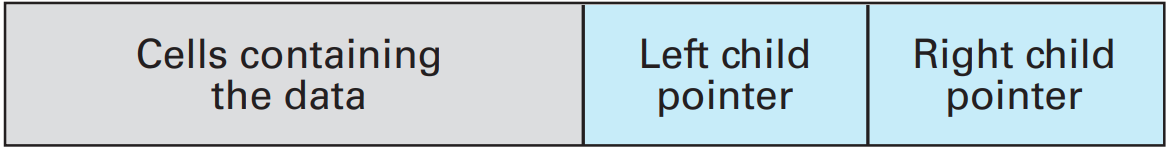 Cells containing
the data
Left child
pointer
Right child
pointer